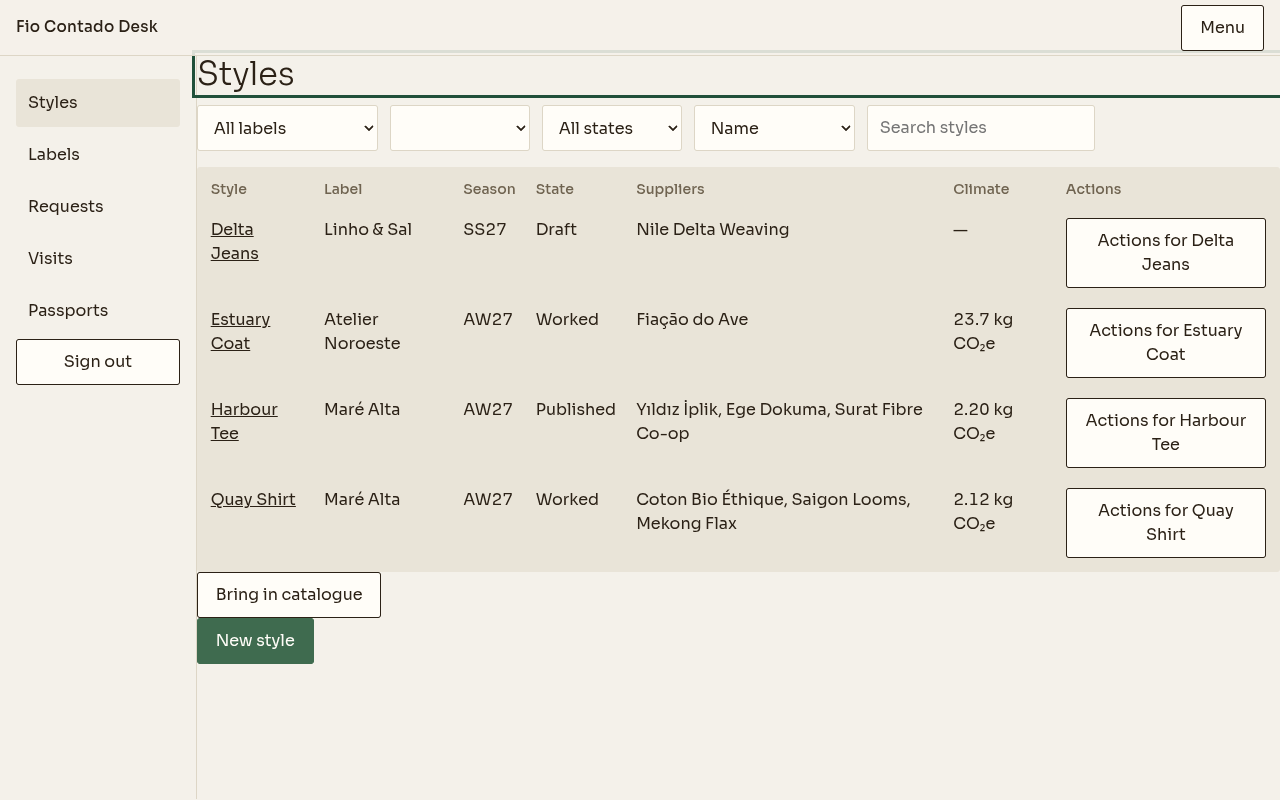 Fio Contado Desk
Menu
Styles
Labels
Requests
Visits
Passports
Sign out
Styles
All labels
All states
Name
Search styles
Style Label Season State Suppliers Climate Actions
Delta Jeans Linho & Sal SS27 Draft Nile Delta Weaving — Actions for Delta Jeans
Estuary Coat Atelier Noroeste AW27 Worked Fiação do Ave 23.7 kg CO₂e Actions for Estuary Coat
Harbour Tee Maré Alta AW27 Published Yıldız İplik, Ege Dokuma, Surat Fibre Co-op 2.20 kg CO₂e Actions for Harbour Tee
Quay Shirt Maré Alta AW27 Worked Coton Bio Éthique, Saigon Looms, Mekong Flax 2.12 kg CO₂e Actions for Quay Shirt
Bring in catalogue
New style